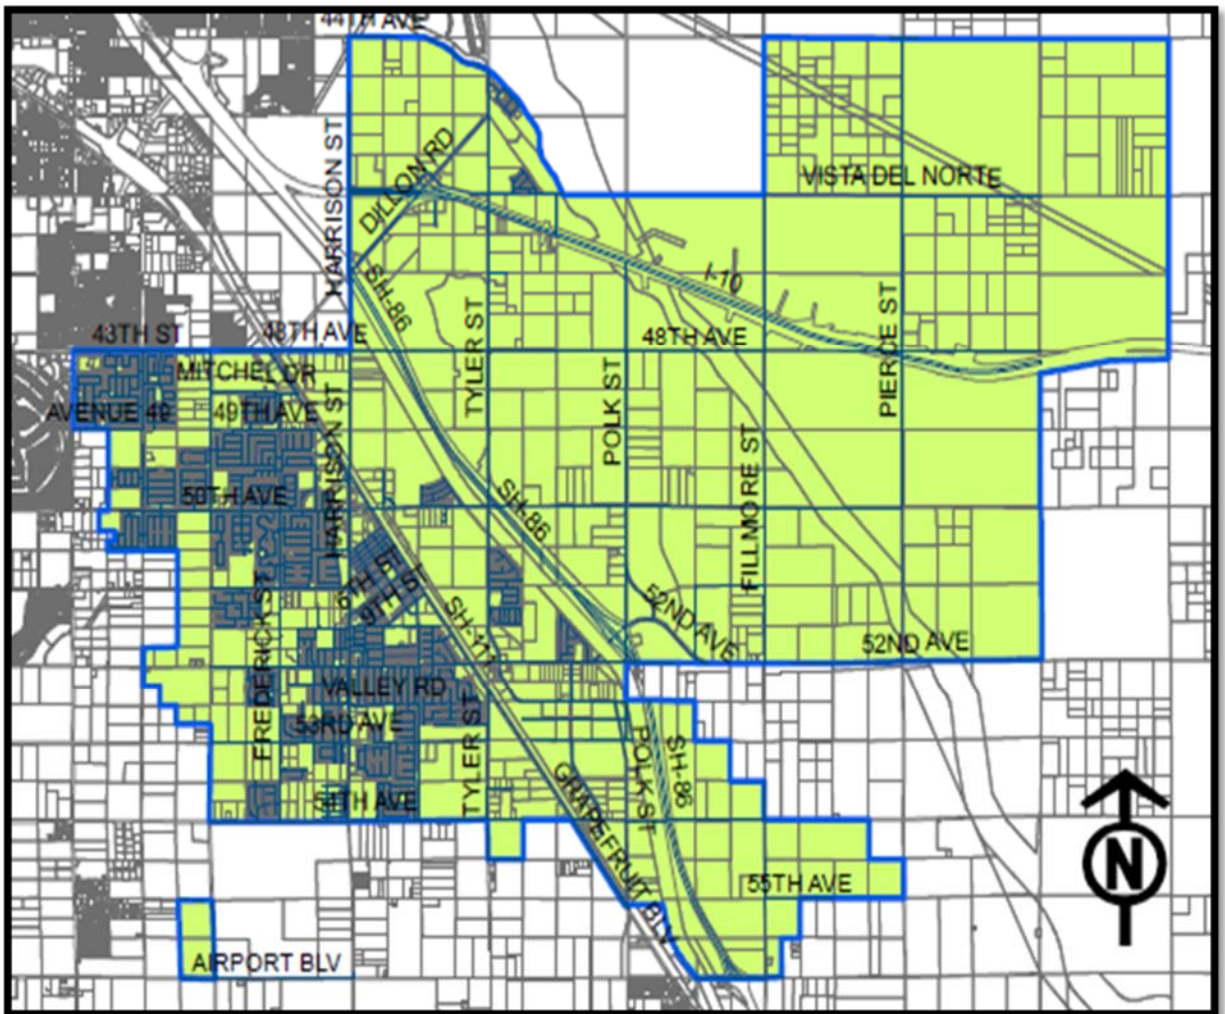 44TH AVE
HARRISON ST
DILLON RD
VISTA DEL NORTE
I-10
SH-86
43TH ST
48TH AVE
TYLER ST
48TH AVE
PIERCE ST
MITCHEL DR
POLK ST
AVENUE 49
49TH AVE
HARRISON ST
FILLMORE ST
50TH AVE
SH-86
6TH ST
9TH ST
FREDERICK ST
SH-111
52ND AVE
52ND AVE
VALLEY RD
53RD AVE
TYLER ST
POLK ST
SH-86
54TH AVE
GRAPEFRUIT BLV
55TH AVE
N
AIRPORT BLV